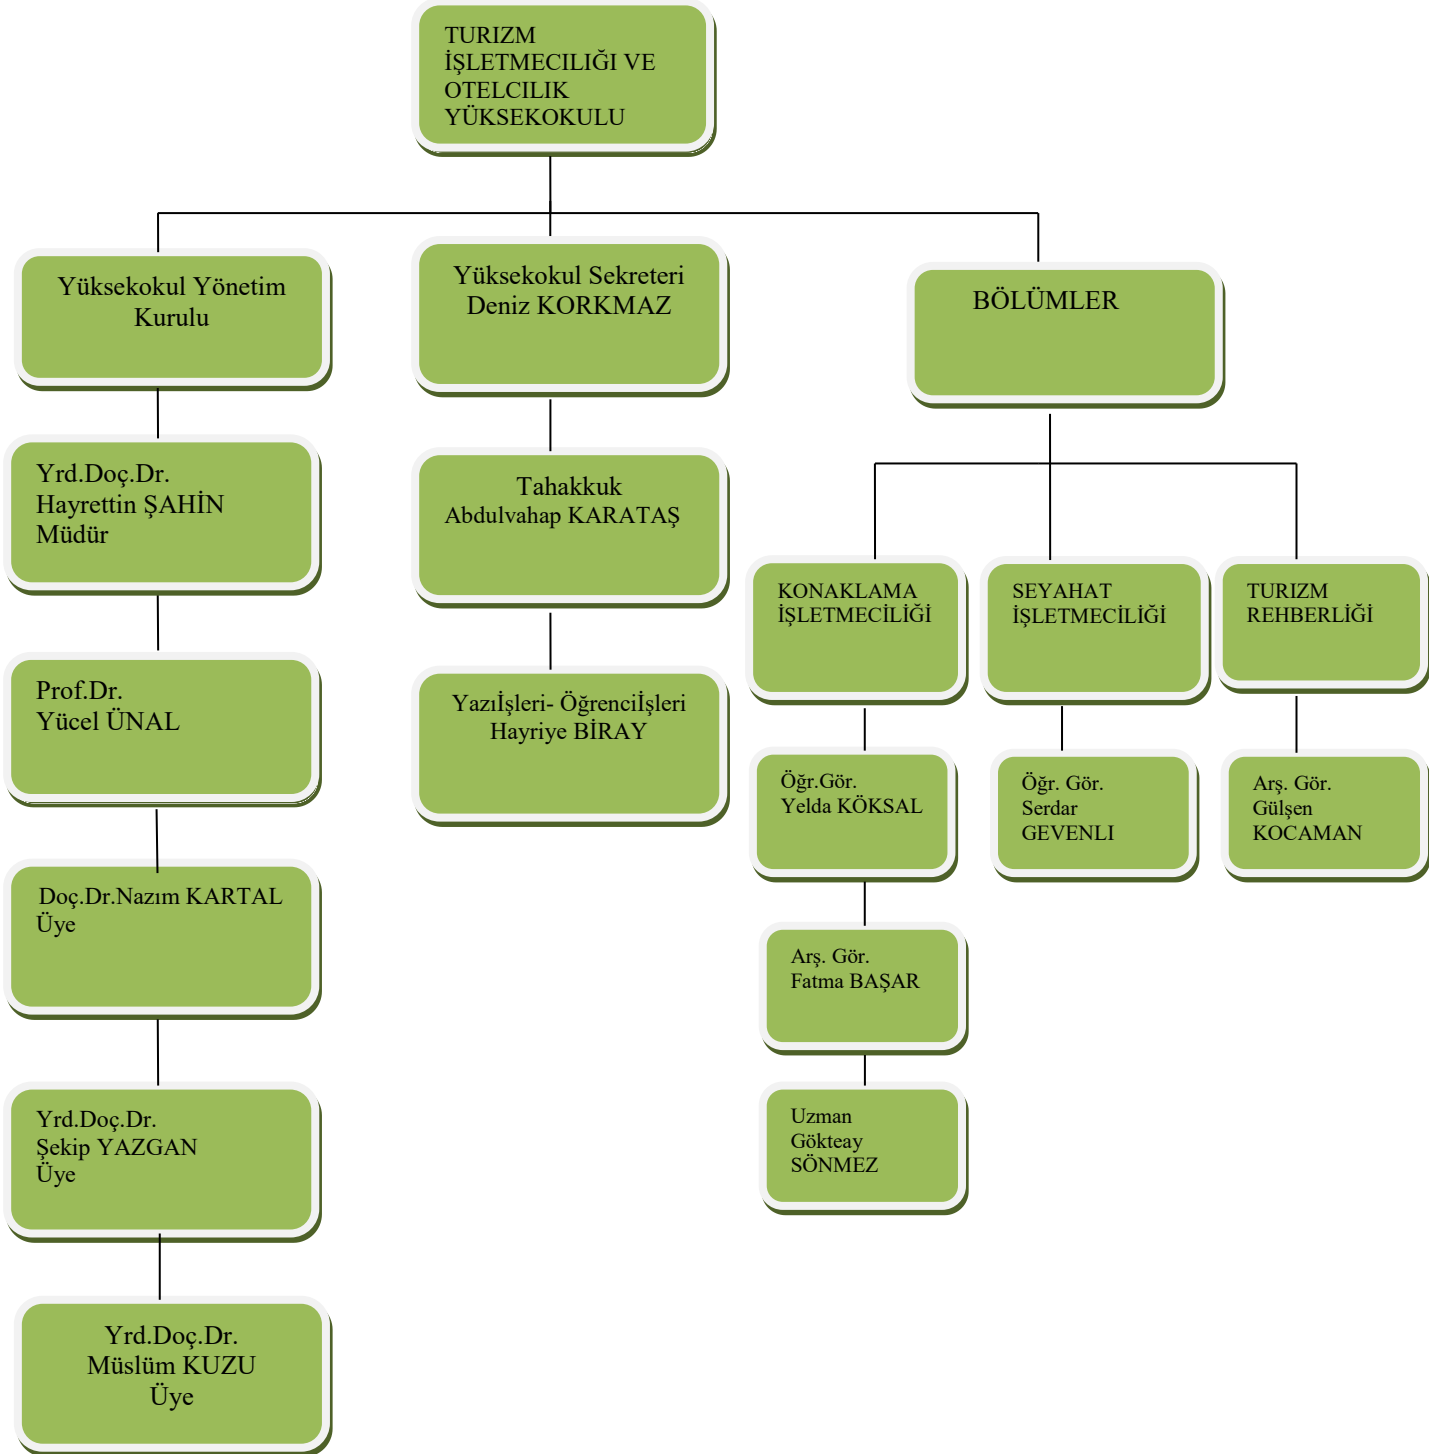 TURIZM
İŞLETMECILIĞI VE
OTELCILIK
YÜKSEKOKULU
Yüksekokul Yönetim
Kurulu
Yüksekokul Sekreteri
Deniz KORKMAZ
BÖLÜMLER
Yrd.Doç.Dr.
Hayrettin ŞAHİN
Müdür
Tahakkuk
Abdulvahap KARATAŞ
KONAKLAMA
İŞLETMECİLİĞİ
SEYAHAT
İŞLETMECİLİĞİ
TURIZM
REHBERLİĞİ
Prof.Dr.
Yücel ÜNAL
Yazıİşleri- Öğrenciİşleri
Hayriye BİRAY
Öğr.Gör.
Yelda KÖKSAL
Öğr. Gör.
Serdar
GEVENLI
Arş. Gör.
Gülşen
KOCAMAN
Doç.Dr.Nazım KARTAL
Üye
Arş. Gör.
Fatma BAŞAR
Yrd.Doç.Dr.
Şekip YAZGAN
Üye
Uzman
Gökteay
SÖNMEZ
Yrd.Doç.Dr.
Müslüm KUZU
Üye